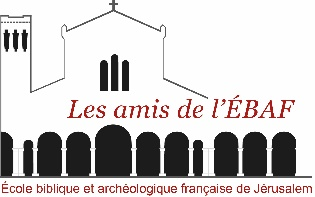 Les amis de l'ÉBAF
École biblique et archéologique française de Jérusalem